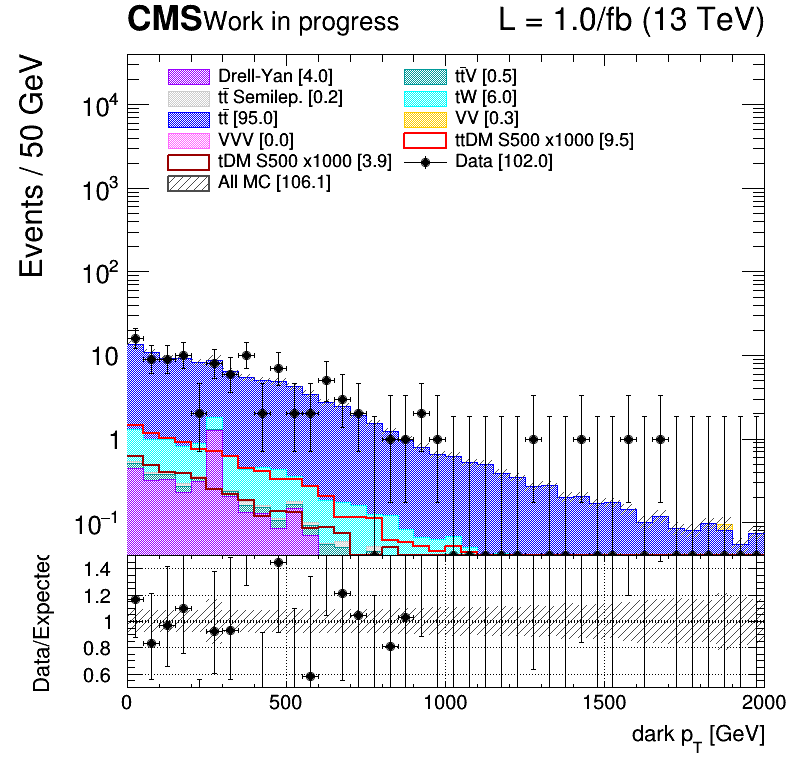 CMS Work in progress L = 1.0/fb (13 TeV)
Events / 50 GeV
Drell-Yan [4.0] tt̄V [0.5]
tt̄ Semilep. [0.2] tW [6.0]
tt̄ [95.0] VV [0.3]
VVV [0.0] ttDM S500 x1000 [9.5]
tDM S500 x1000 [3.9] Data [102.0]
All MC [106.1]
10⁴
10³
10²
10
1
10⁻¹
Data/Expected
1.4
1.2
1
0.8
0.6
0 500 1000 1500 2000
dark p_T [GeV]